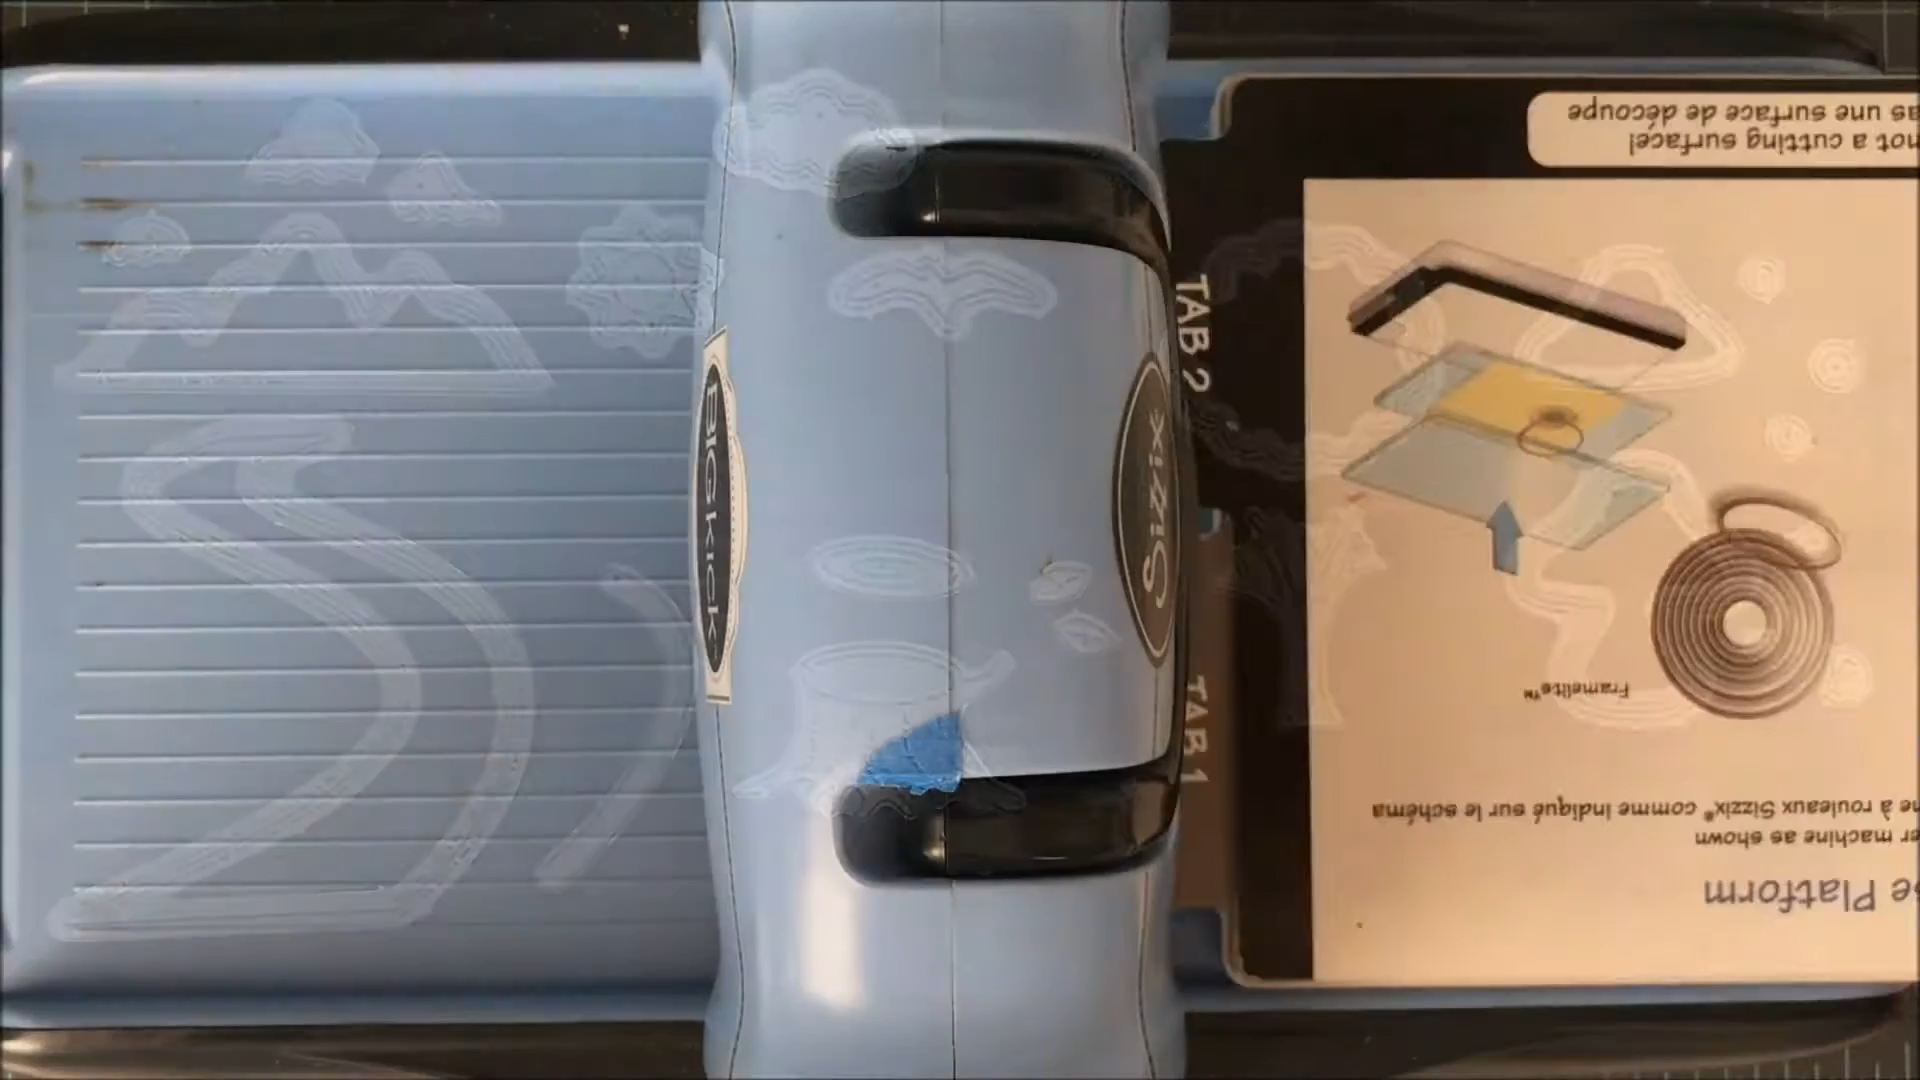 BIGkick
Sizzix
TAB 2
TAB 1
Platform
er machine as shown
e à rouleaux Sizzix® comme indiqué sur le schéma
Framelits™
not a cutting surface!
as une surface de découpe